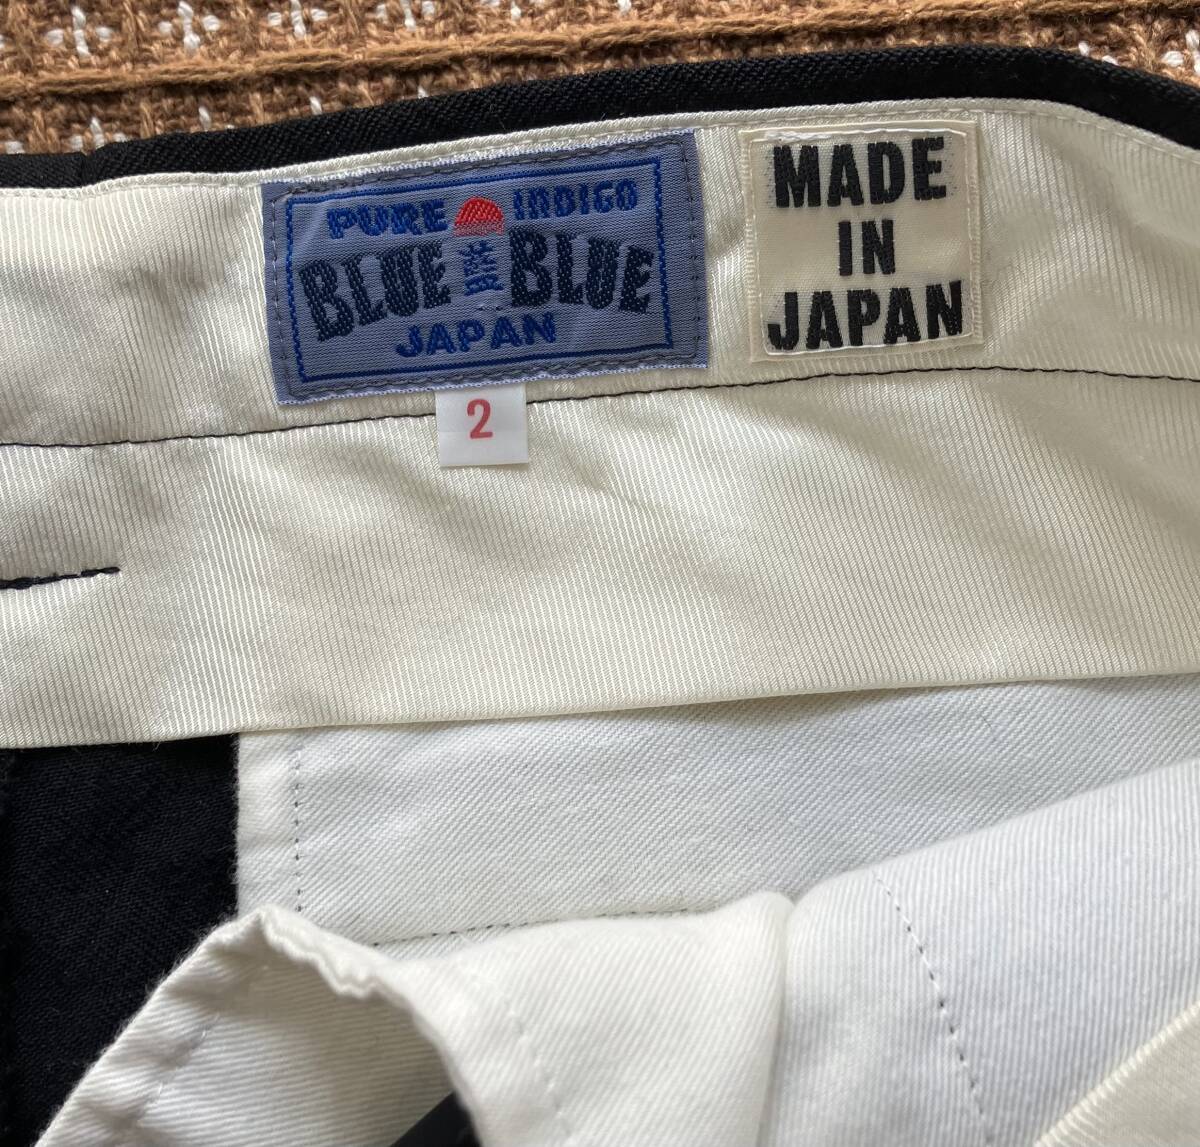 PURE INDIGO
BLUE 藍 BLUE
JAPAN
2
MADE
IN
JAPAN